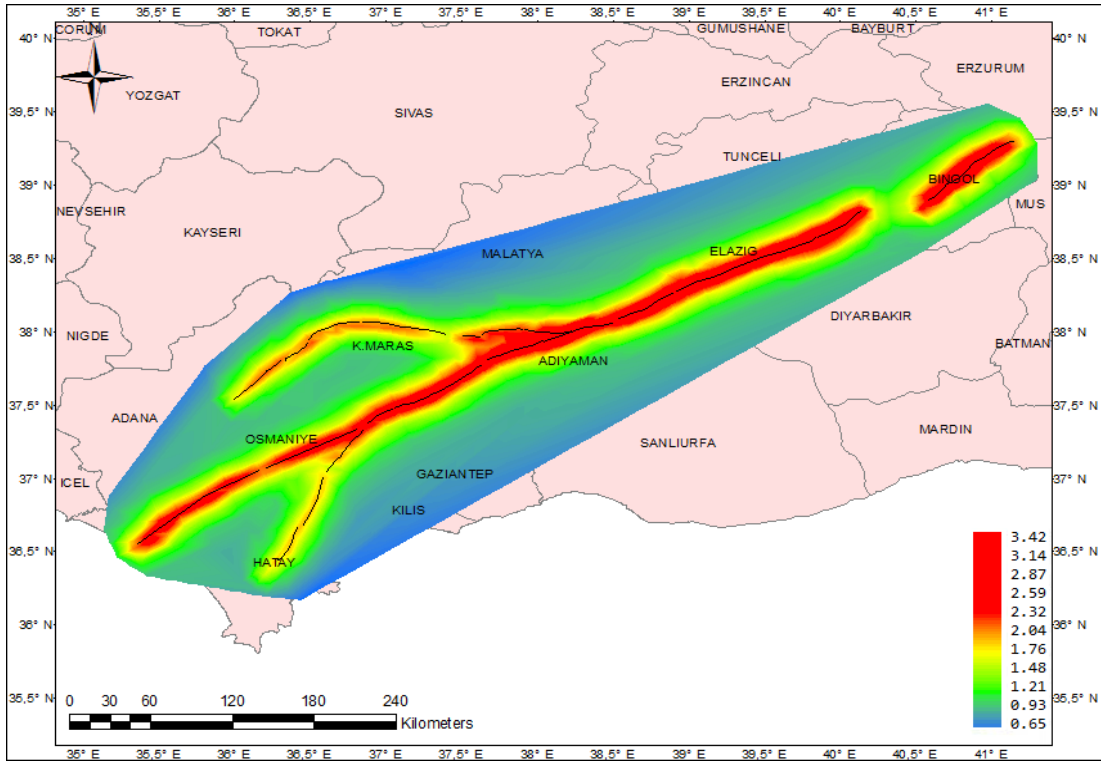 35° E 35,5° E 36° E 36,5° E 37,0° E 37,5° E 38° E 38,5° E 39° E 39,5° E 40° E 40,5° E 41° E
ÇORUM N TOKAT GUMUSHANE BAYBURT
40° N 40° N
YOZGAT SIVAS ERZINCAN ERZURUM
39,5° N 39,5° N
TUNCELI
39° N BINGOL 39° N
NEVSEHIR MUS
KAYSERI
38,5° N MALATYA ELAZIG 38,5° N
DIYARBAKIR
38° N NIGDE K.MARAS ADIYAMAN BATMAN 38° N
37,5° N ADANA OSMANIYE SANLIURFA MARDIN 37,5° N
37° N ICEL GAZIANTEP 37° N
KILIS
36,5° N HATAY 36,5° N
36° N 36° N
35,5° N 35,5° N
3.42
3.14
2.87
2.59
2.32
2.04
1.76
1.48
1.21
0.93
0.65
0 30 60 120 180 240
Kilometers
35° E 35,5° E 36° E 36,5° E 37,0° E 37,5° E 38° E 38,5° E 39° E 39,5° E 40° E 40,5° E 41° E